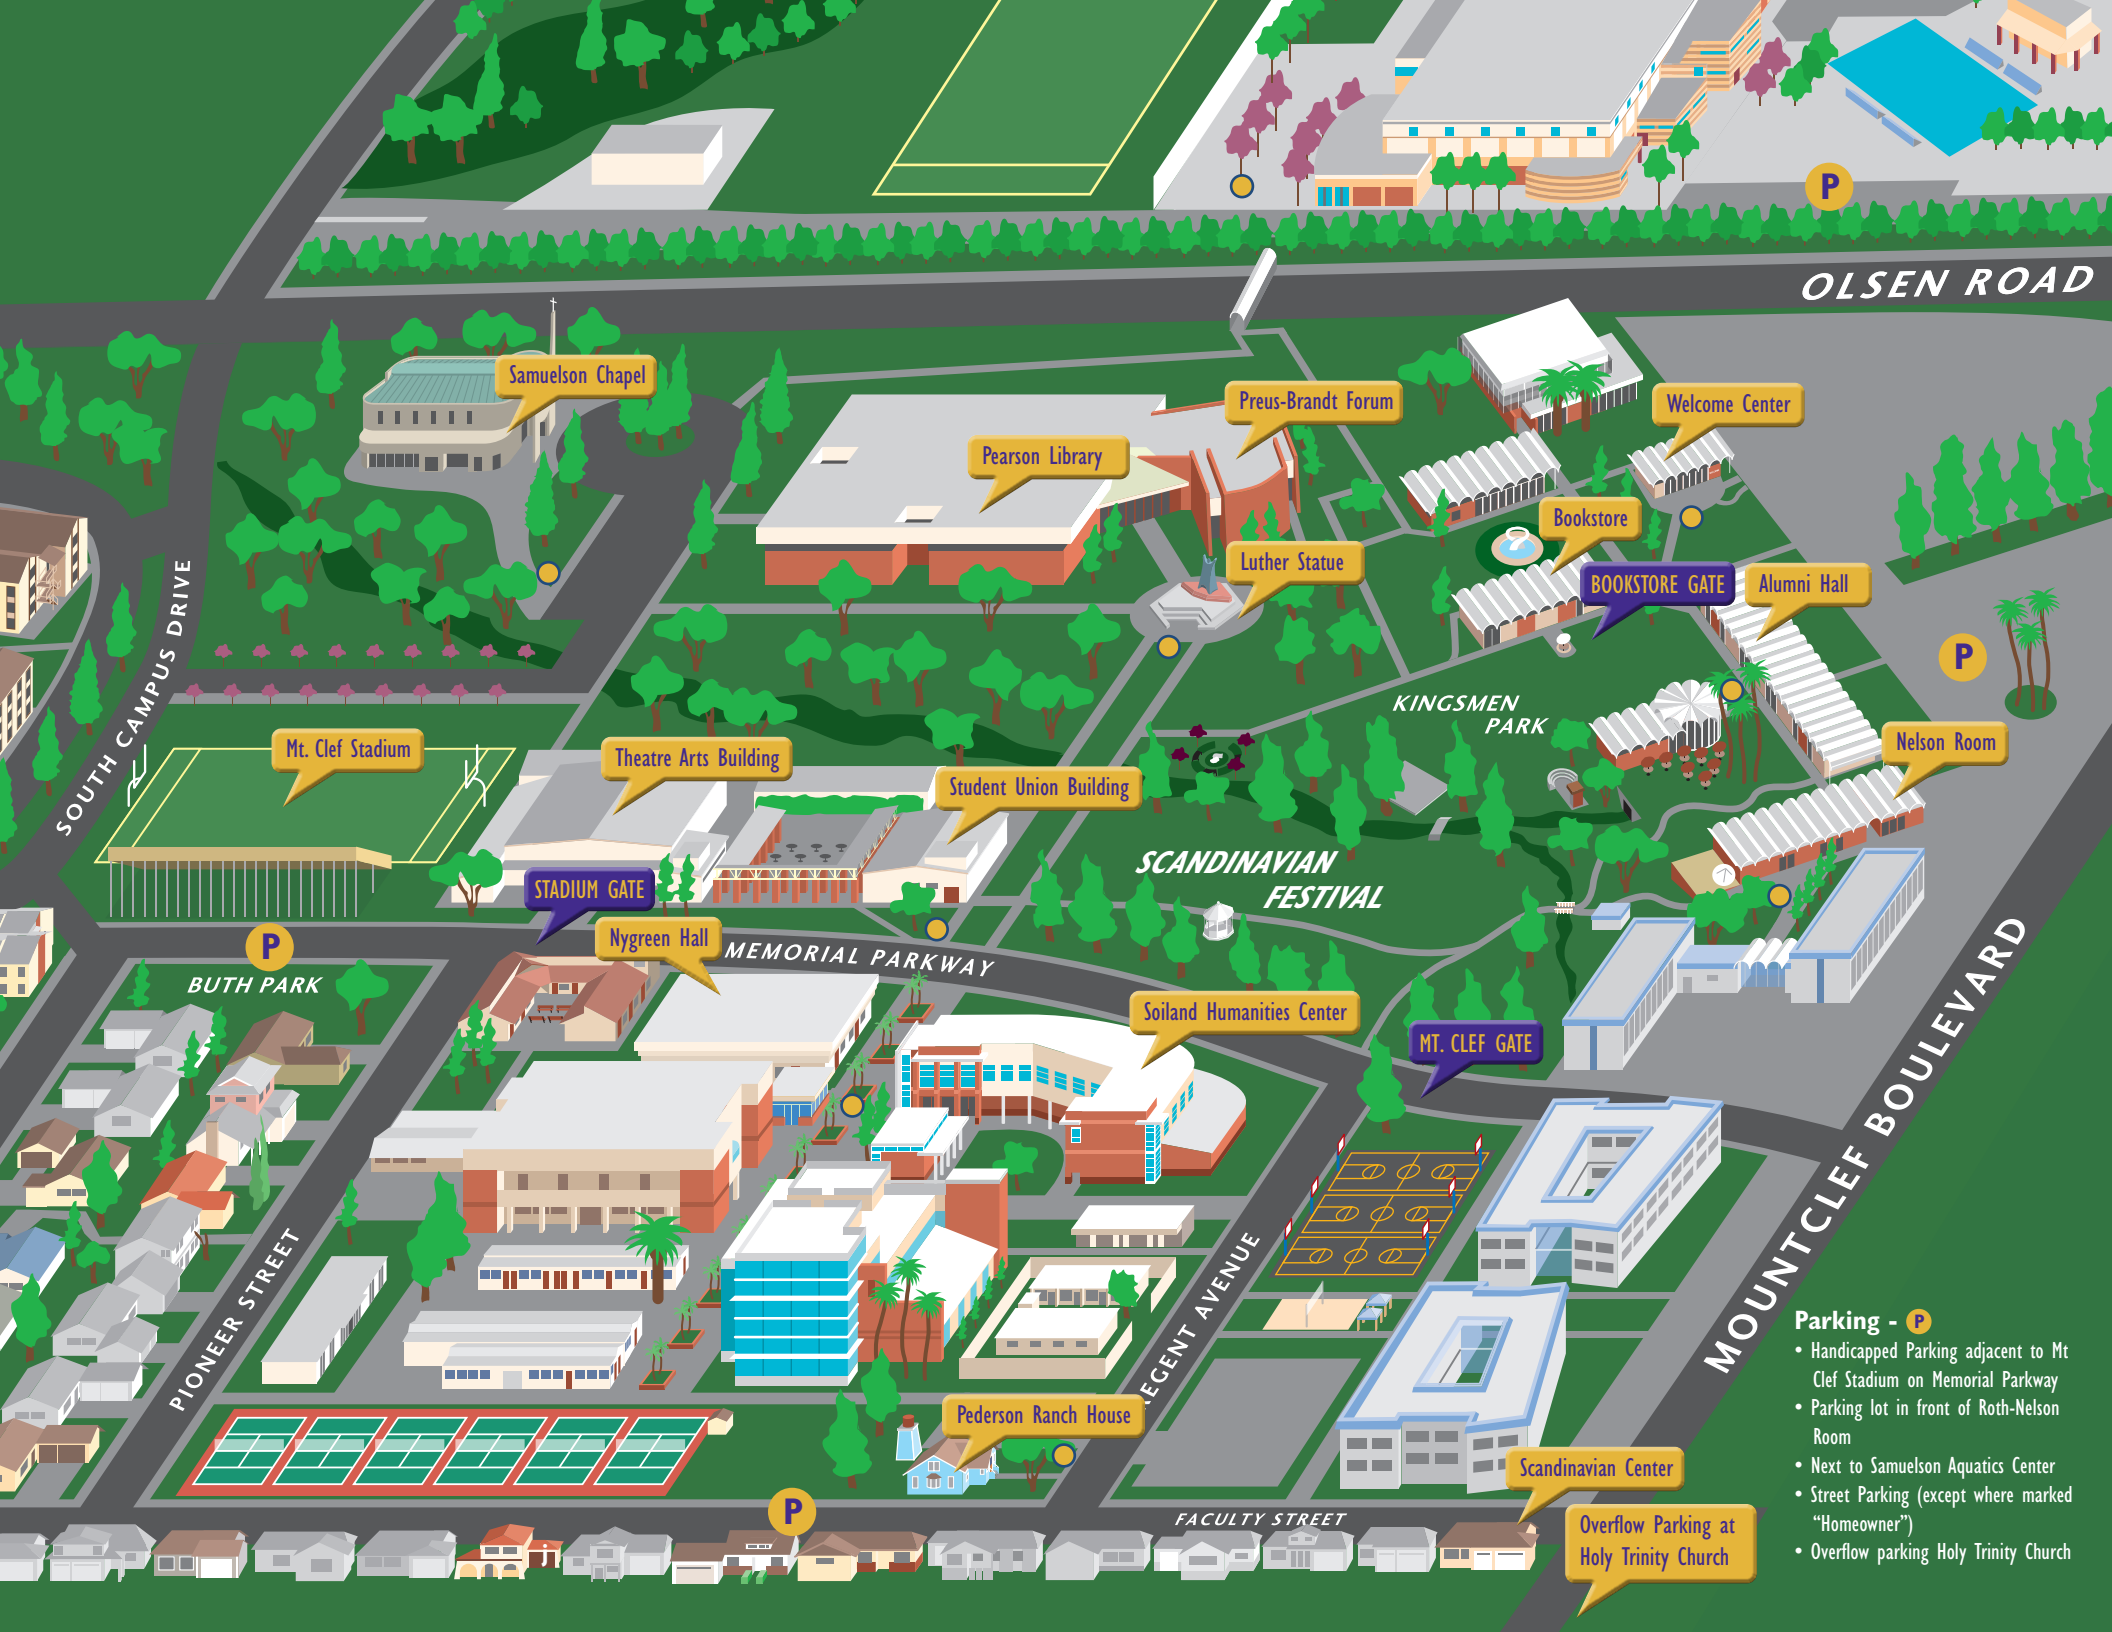 P
OLSEN ROAD
Samuelson Chapel
Preus-Brandt Forum
Welcome Center
Pearson Library
Bookstore
Luther Statue
BOOKSTORE GATE
Alumni Hall
SOUTH CAMPUS DRIVE
P
KINGSMEN
PARK
Mt. Clef Stadium
Theatre Arts Building
Student Union Building
Nelson Room
SCANDINAVIAN
FESTIVAL
STADIUM GATE
Nygreen Hall
P
BUTH PARK
MEMORIAL PARKWAY
Soiland Humanities Center
MT. CLEF GATE
MOUNTCLEF BOULEVARD
PIONEER STREET
EGENT AVENUE
Pederson Ranch House
P
FACULTY STREET
Scandinavian Center
Overflow Parking at
Holy Trinity Church
Parking - P
• Handicapped Parking adjacent to Mt
Clef Stadium on Memorial Parkway
• Parking lot in front of Roth-Nelson
Room
• Next to Samuelson Aquatics Center
• Street Parking (except where marked
“Homeowner”)
• Overflow parking Holy Trinity Church